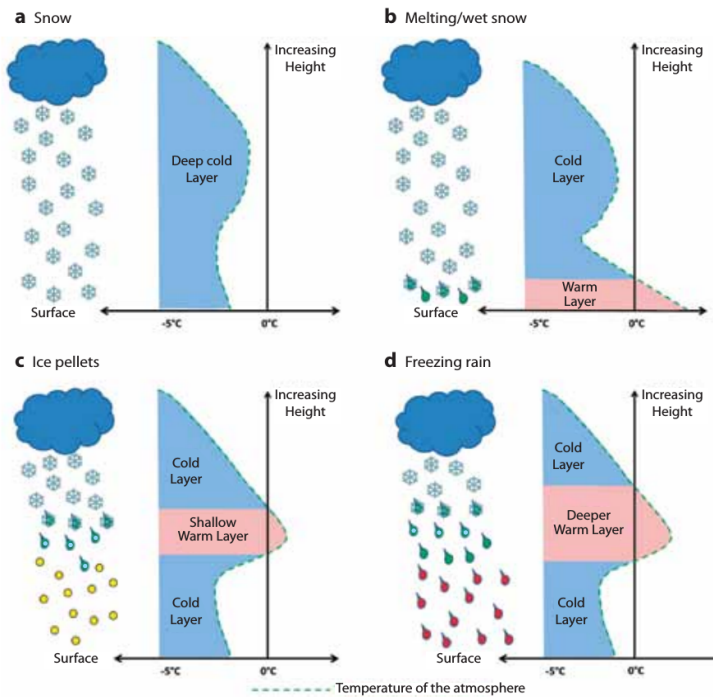 a Snow
Increasing
Height
Deep cold
Layer
Surface
-5°C
0°C
b Melting/wet snow
Increasing
Height
Cold
Layer
Warm
Layer
Surface
-5°C
0°C
c Ice pellets
Increasing
Height
Cold
Layer
Shallow
Warm Layer
Cold
Layer
Surface
-5°C
0°C
d Freezing rain
Increasing
Height
Cold
Layer
Deeper
Warm Layer
Cold
Layer
Surface
-5°C
0°C
Temperature of the atmosphere